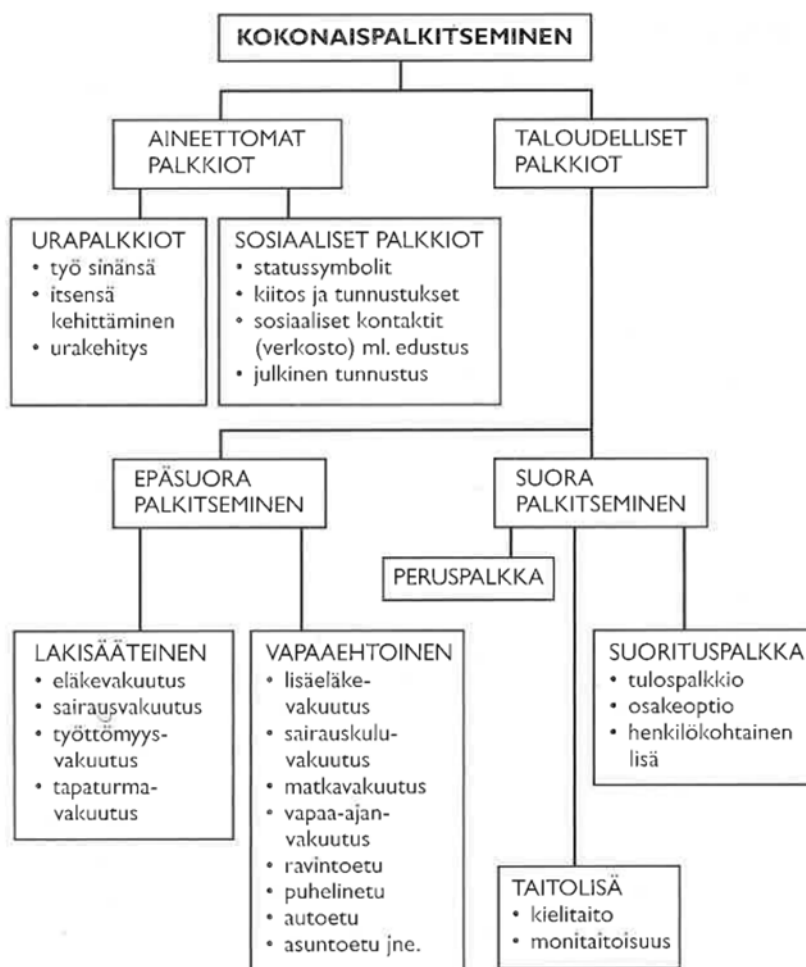 KOKONAISPALKITSEMINEN
AINEETTOMAT
PALKKIOT
TALOUDELLISET
PALKKIOT
URAPALKKIOT
• työ sinänsä
• itsensä
kehittäminen
• urakehitys
SOSIAALISET PALKKIOT
• statussymbolit
• kiitos ja tunnustukset
• sosiaaliset kontaktit
(verkosto) ml. edustus
• julkinen tunnustus
EPÄSUORA
PALKITSEMINEN
SUORA
PALKITSEMINEN
PERUSPALKKA
LAKISÄÄTEINEN
• eläkevakuutus
• sairausvakuutus
• työttömyys-
vakuutus
• tapaturma-
vakuutus
VAPAAEHTOINEN
• lisäeläke-
vakuutus
• sairauskulu-
vakuutus
• matkavakuutus
• vapaa-ajan-
vakuutus
• ravintoetu
• puhelinetu
• autoetu
• asuntoetu jne.
SUORITUSPALKKA
• tulospalkkio
• osakeoptio
• henkilökohtainen
lisä
TAITOLISÄ
• kielitaito
• monitaitoisuus